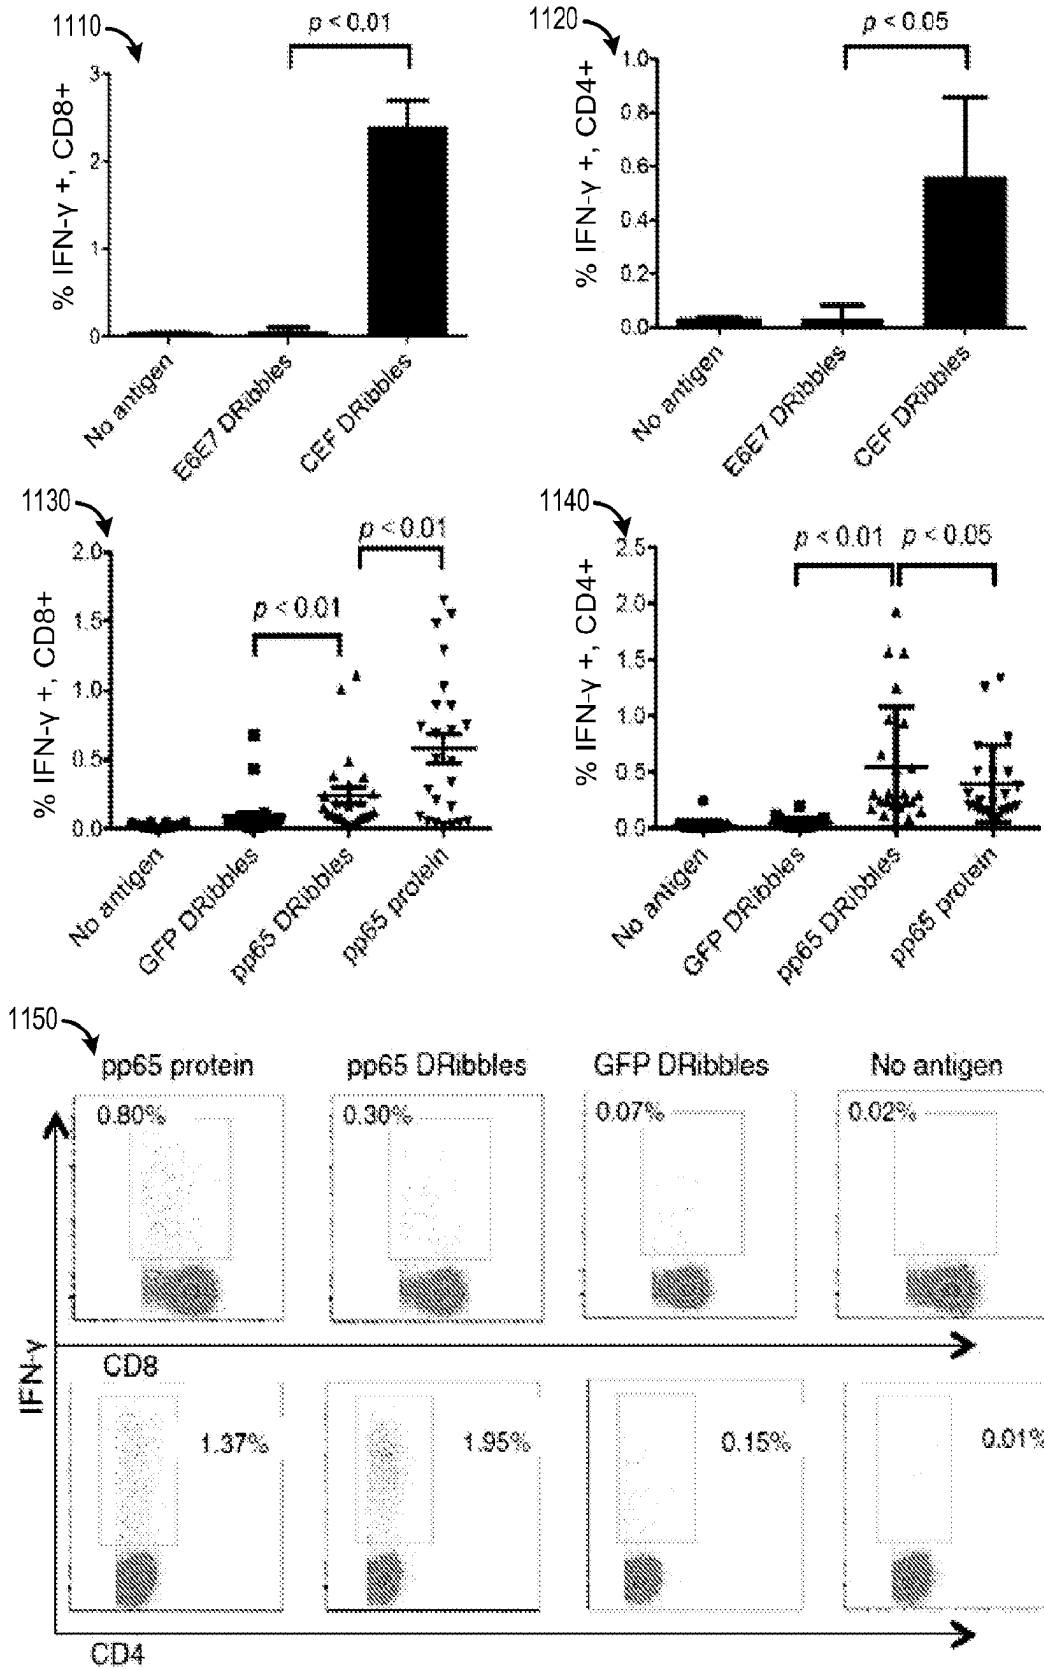 1110
p < 0.01
% IFN-γ +, CD8+
3
2
1
0
No antigen
E6E7 DRibbles
CEF DRibbles
1120
p < 0.05
% IFN-γ +, CD4+
1.0
0.8
0.6
0.4
0.2
0.0
No antigen
E6E7 DRibbles
CEF DRibbles
1130
p < 0.01
p < 0.01
% IFN-γ +, CD8+
2.0
1.5
1.0
0.5
0.0
No antigen
GFP DRibbles
pp65 DRibbles
pp65 protein
1140
p < 0.01 p < 0.05
% IFN-γ +, CD4+
2.5
2.0
1.5
1.0
0.5
0.0
No antigen
GFP DRibbles
pp65 DRibbles
pp65 protein
1150
pp65 protein pp65 DRibbles GFP DRibbles No antigen
0.80% 0.30% 0.07% 0.02%
IFN-γ
CD8
1.37% 1.95% 0.15% 0.01%
CD4